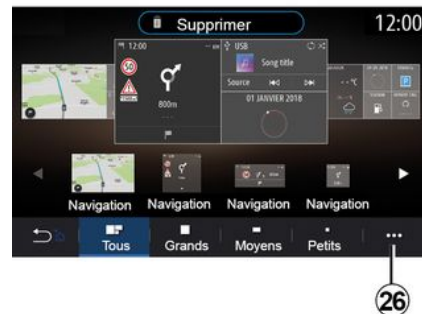 Supprimer
12:00
12:00
USB
50
Song title
800m
Source
01 JANVIER 2018
--°C
P
Navigation Navigation Navigation Navigation
Tous Grands Moyens Petits
26